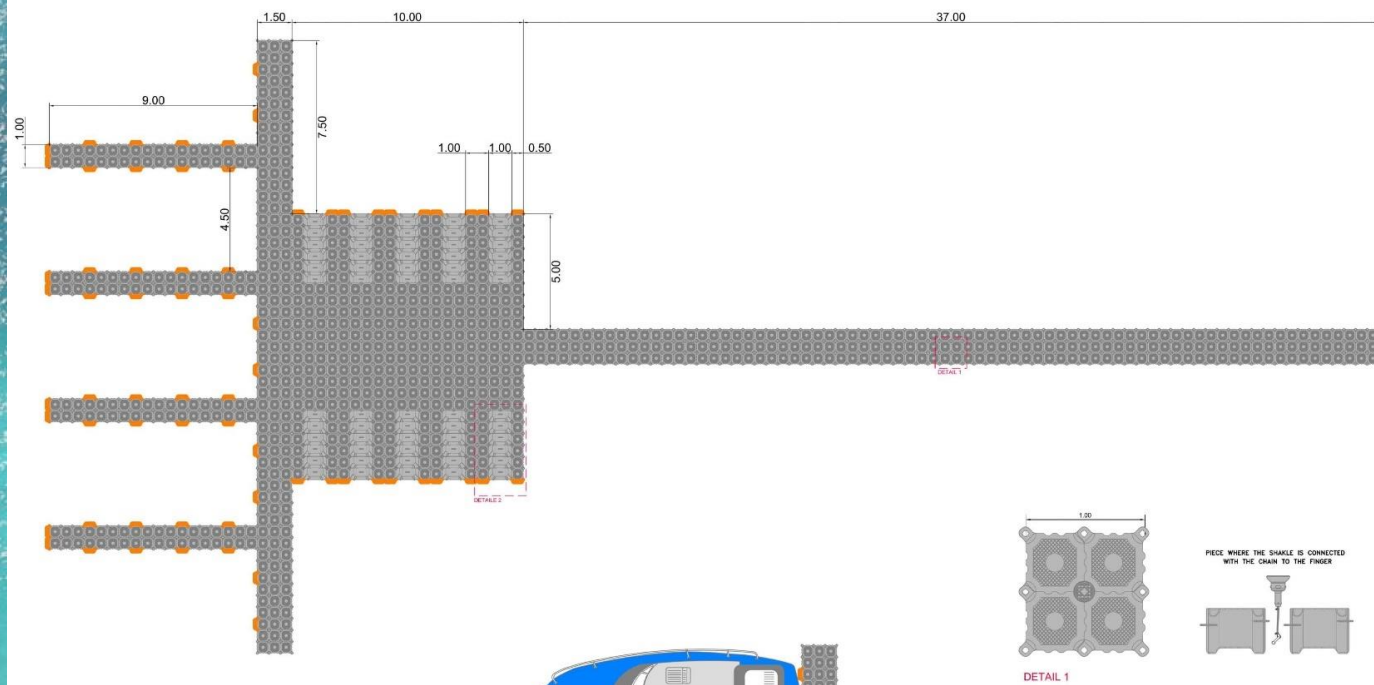 1.50
10.00
37.00
9.00
1.00
7.50
1.00
1.00
0.50
4.50
5.00
DETAIL 1
DETAILE 2
1.00
PIECE WHERE THE SHAKLE IS CONNECTED
WITH THE CHAIN TO THE FINGER
DETAIL 1